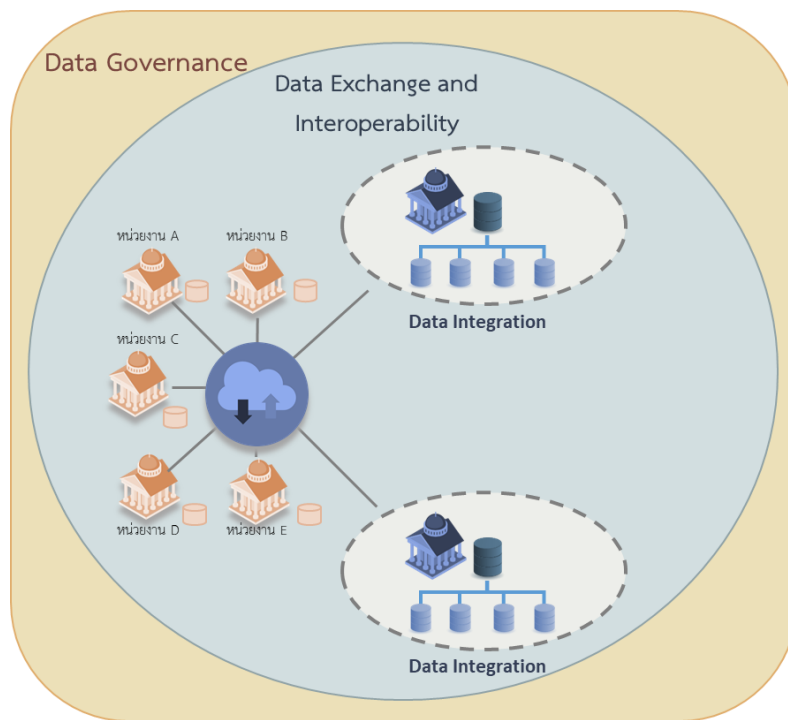 Data Governance
Data Exchange and
Interoperability
หน่วยงาน A
หน่วยงาน B
Data Integration
หน่วยงาน C
หน่วยงาน D
หน่วยงาน E
Data Integration